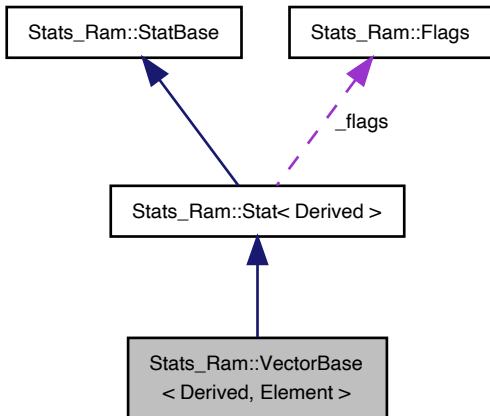 Stats_Ram::StatBase
Stats_Ram::Flags
_flags
Stats_Ram::Stat< Derived >
Stats_Ram::VectorBase
< Derived, Element >